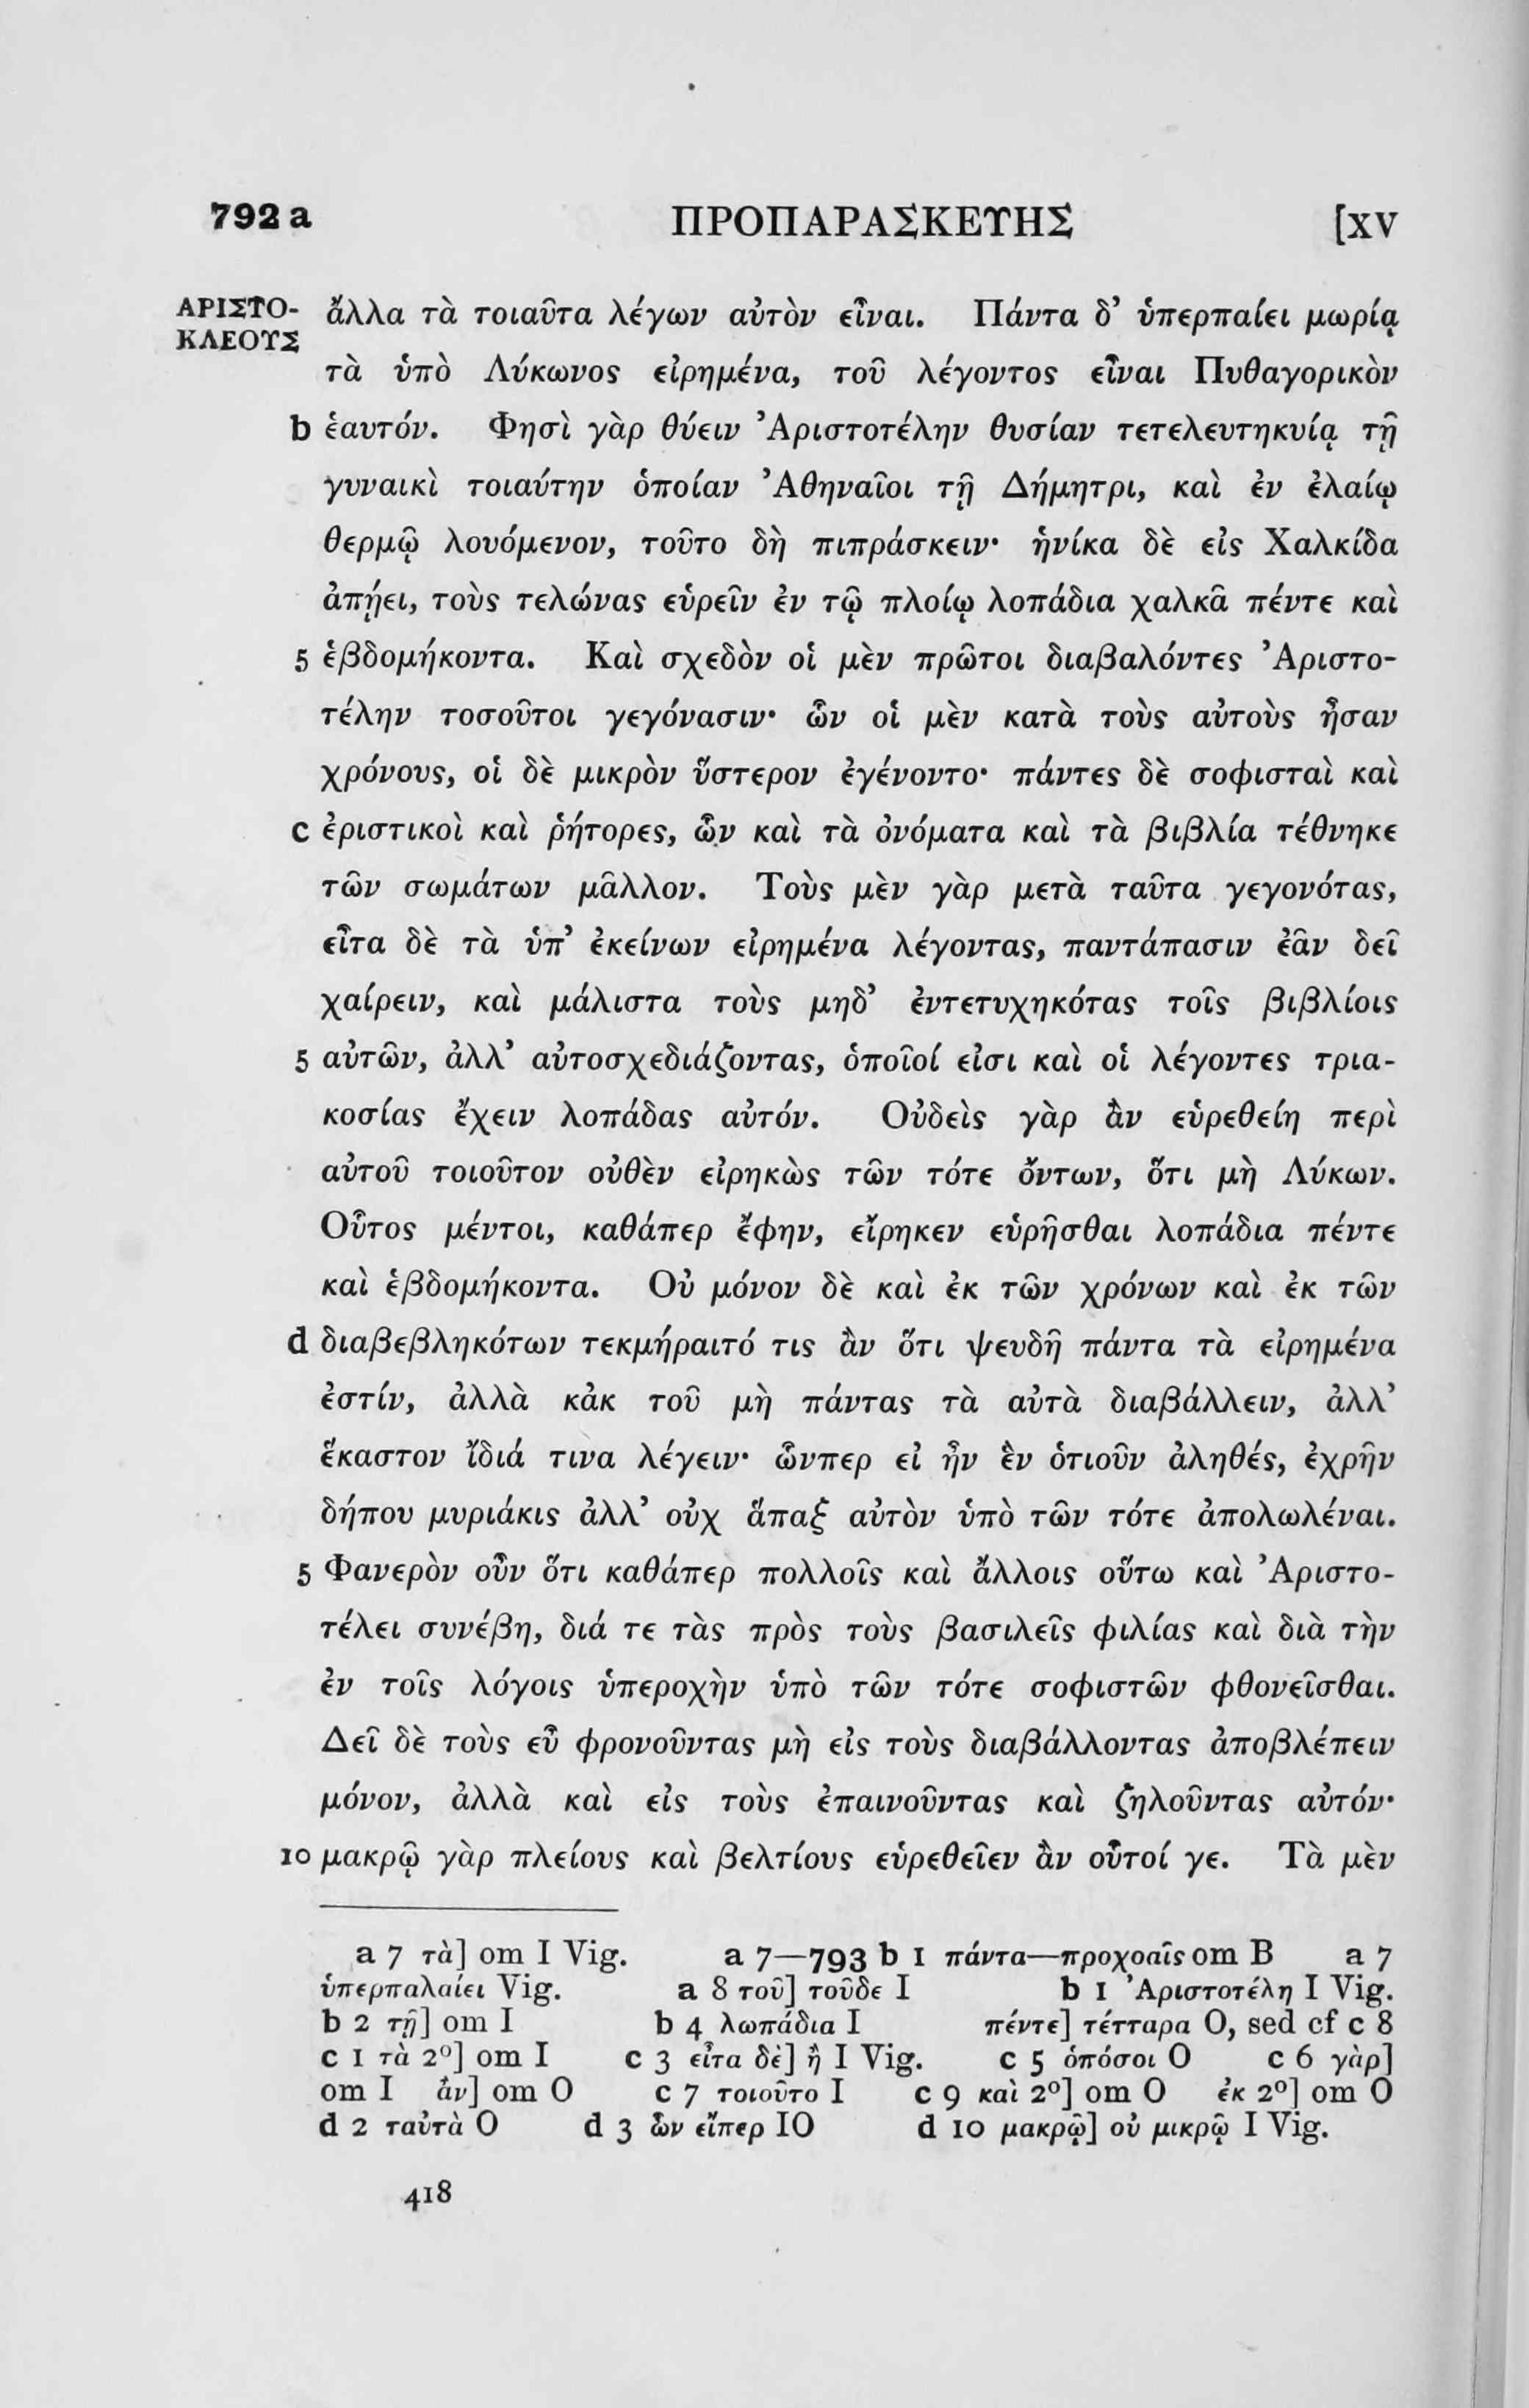 792 a ΠΡΟΠΑΡΑΣΚΕΥΗΣ [XV
ΑΡΙΣΤΟ- ἄλλα τὰ τοιαῦτα λέγων αὐτὸν εἶναι. Πάντα δ’ ὑπερπαίει μωρίᾳ
ΚΛΕΟΥΣ
τὰ ὑπὸ Λύκωνος εἰρημένα, τοῦ λέγοντος εἶναι Πυθαγορικὸν
b ἑαυτόν. Φησὶ γὰρ θύειν Ἀριστοτέλην θυσίαν τετελευτηκυίᾳ τῇ
γυναικὶ τοιαύτην ὁποίαν Ἀθηναῖοι τῇ Δήμητρι, καὶ ἐν ἐλαίῳ
θερμῷ λουόμενον, τοῦτο δὴ πιπράσκειν· ἡνίκα δὲ εἰς Χαλκίδα
ἀπῄει, τοὺς τελώνας εὑρεῖν ἐν τῷ πλοίῳ λοπάδια χαλκᾶ πέντε καὶ
5 ἑβδομήκοντα. Καὶ σχεδὸν οἱ μὲν πρῶτοι διαβαλόντες Ἀριστο-
τέλην τοσοῦτοι γεγόνασιν· ὧν οἱ μὲν κατὰ τοὺς αὐτοὺς ἦσαν
χρόνους, οἱ δὲ μικρὸν ὕστερον ἐγένοντο· πάντες δὲ σοφισταὶ καὶ
c ἐριστικοὶ καὶ ῥήτορες, ὧν καὶ τὰ ὀνόματα καὶ τὰ βιβλία τέθνηκε
τῶν σωμάτων μᾶλλον. Τοὺς μὲν γὰρ μετὰ ταῦτα γεγονότας,
εἶτα δὲ τὰ ὑπ’ ἐκείνων εἰρημένα λέγοντας, παντάπασιν ἐᾶν δεῖ
χαίρειν, καὶ μάλιστα τοὺς μηδ’ ἐντετυχηκότας τοῖς βιβλίοις
5 αὐτῶν, ἀλλ’ αὐτοσχεδιάζοντας, ὁποῖοί εἰσι καὶ οἱ λέγοντες τρια-
κοσίας ἔχειν λοπάδας αὐτόν. Οὐδεὶς γὰρ ἂν εὑρεθείη περὶ
αὐτοῦ τοιοῦτον οὐθὲν εἰρηκὼς τῶν τότε ὄντων, ὅτι μὴ Λύκων.
Οὗτος μέντοι, καθάπερ ἔφην, εἴρηκεν εὑρῆσθαι λοπάδια πέντε
καὶ ἑβδομήκοντα. Οὐ μόνον δὲ καὶ ἐκ τῶν χρόνων καὶ ἐκ τῶν
d διαβεβληκότων τεκμήραιτό τις ἂν ὅτι ψευδῆ πάντα τὰ εἰρημένα
ἐστίν, ἀλλὰ κἀκ τοῦ μὴ πάντας τὰ αὐτὰ διαβάλλειν, ἀλλ’
ἕκαστον ἴδιά τινα λέγειν· ὧνπερ εἰ ἦν ἓν ὁτιοῦν ἀληθές, ἐχρῆν
δήπου μυριάκις ἀλλ’ οὐχ ἅπαξ αὐτὸν ὑπὸ τῶν τότε ἀπολωλέναι.
5 Φανερὸν οὖν ὅτι καθάπερ πολλοῖς καὶ ἄλλοις οὕτω καὶ Ἀριστο-
τέλει συνέβη, διά τε τὰς πρὸς τοὺς βασιλεῖς φιλίας καὶ διὰ τὴν
ἐν τοῖς λόγοις ὑπεροχὴν ὑπὸ τῶν τότε σοφιστῶν φθονεῖσθαι.
Δεῖ δὲ τοὺς εὖ φρονοῦντας μὴ εἰς τοὺς διαβάλλοντας ἀποβλέπειν
μόνον, ἀλλὰ καὶ εἰς τοὺς ἐπαινοῦντας καὶ ζηλοῦντας αὐτόν·
10 μακρῷ γὰρ πλείους καὶ βελτίους εὑρεθεῖεν ἂν οὗτοί γε. Τὰ μὲν
a 7 τὰ] om I Vig. a 7—793 b 1 πάντα—προχοαῖς om B a 7
ὑπερπαλαίει Vig. a 8 τοῦ] τοῦδε I b 1 Ἀριστοτέλη I Vig.
b 2 τῇ] om I b 4 λωπάδια I πέντε] τέτταρα O, sed cf c 8
c 1 τὰ 2º] om I c 3 εἶτα δὲ] ἢ I Vig. c 5 ὁπόσοι O c 6 γὰρ]
om I ἂν] om O c 7 τοιοῦτο I c 9 καὶ 2º] om O ἐκ 2º] om O
d 2 ταὐτὰ O d 3 ὧν εἴπερ IO d 10 μακρῷ] οὐ μικρῷ I Vig.
418